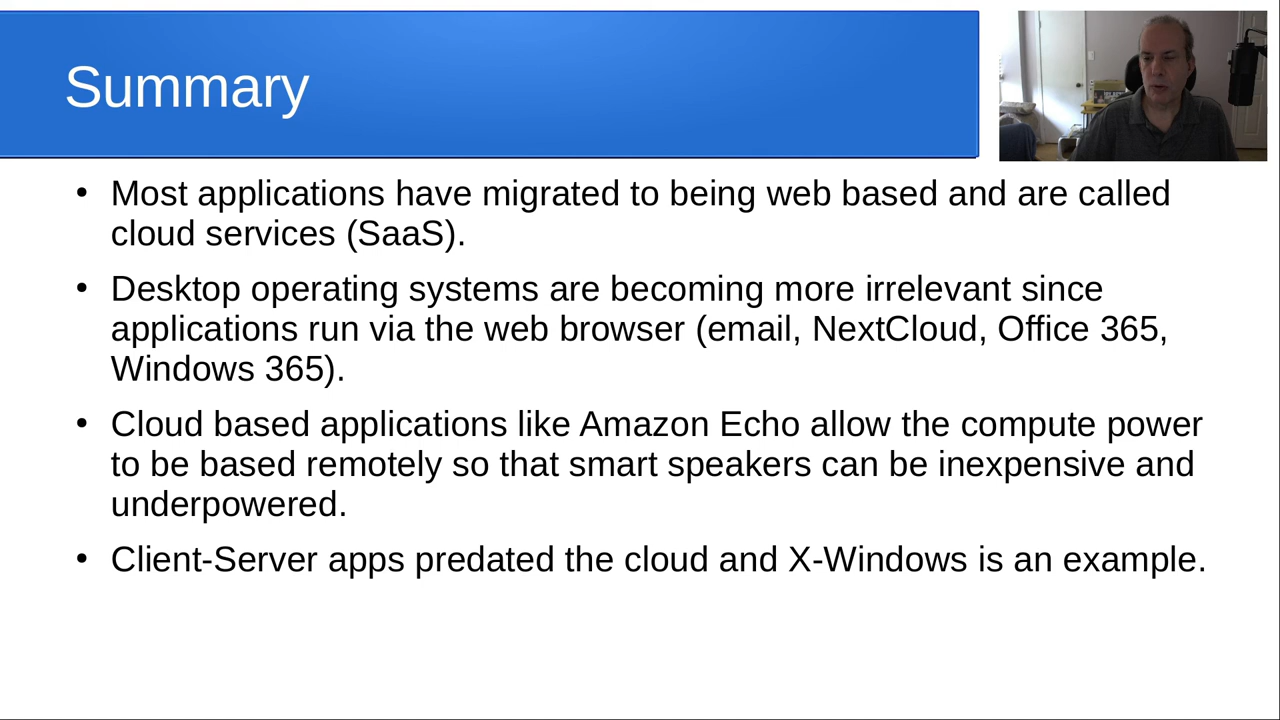 Summary
• Most applications have migrated to being web based and are called
cloud services (SaaS).
• Desktop operating systems are becoming more irrelevant since
applications run via the web browser (email, NextCloud, Office 365,
Windows 365).
• Cloud based applications like Amazon Echo allow the compute power
to be based remotely so that smart speakers can be inexpensive and
underpowered.
• Client-Server apps predated the cloud and X-Windows is an example.